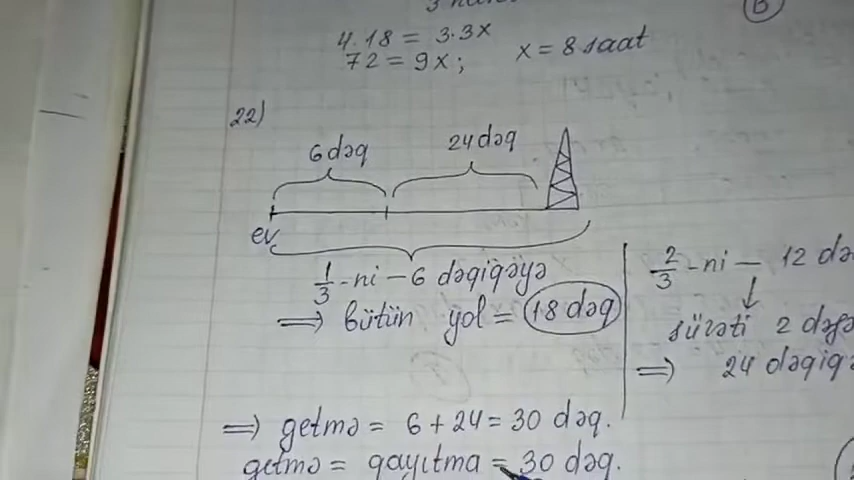 4.18 = 3.3x
72 = 9x; x = 8 saat
B
22)
6 dəq 24 dəq
ev
1/3-ni – 6 dəqiqəyə
⇒ bütün yol = 18 dəq
2/3-ni — 12
↓
sürəti 2
⇒ 24
⇒ getmə = 6 + 24 = 30 dəq.
getmə = qayıtma = 30 dəq.